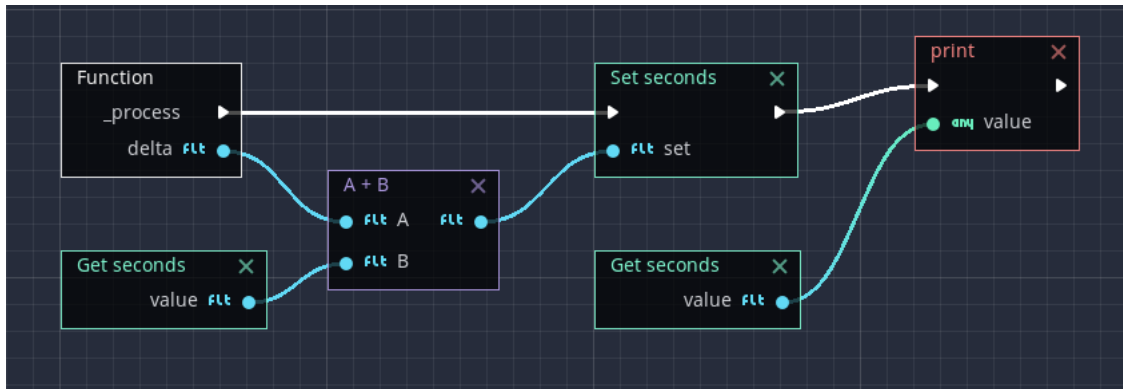 Function
_process
delta Flt
Get seconds
value Flt
A + B
Flt A Flt
Flt B
Set seconds
Flt set
Get seconds
value Flt
print
any value